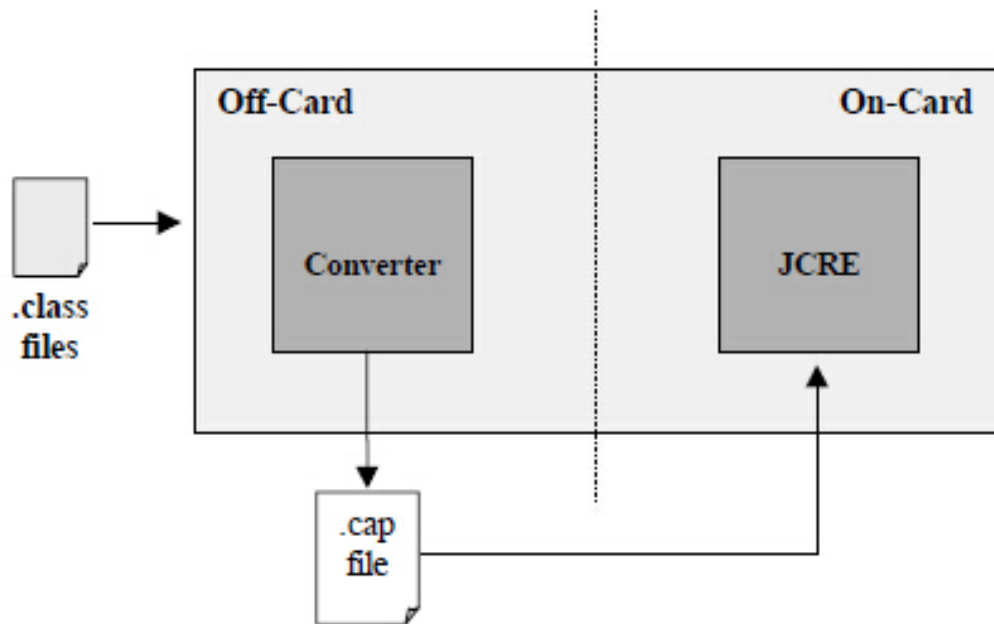 Off-Card
On-Card
.class
files
Converter
JCRE
.cap
file